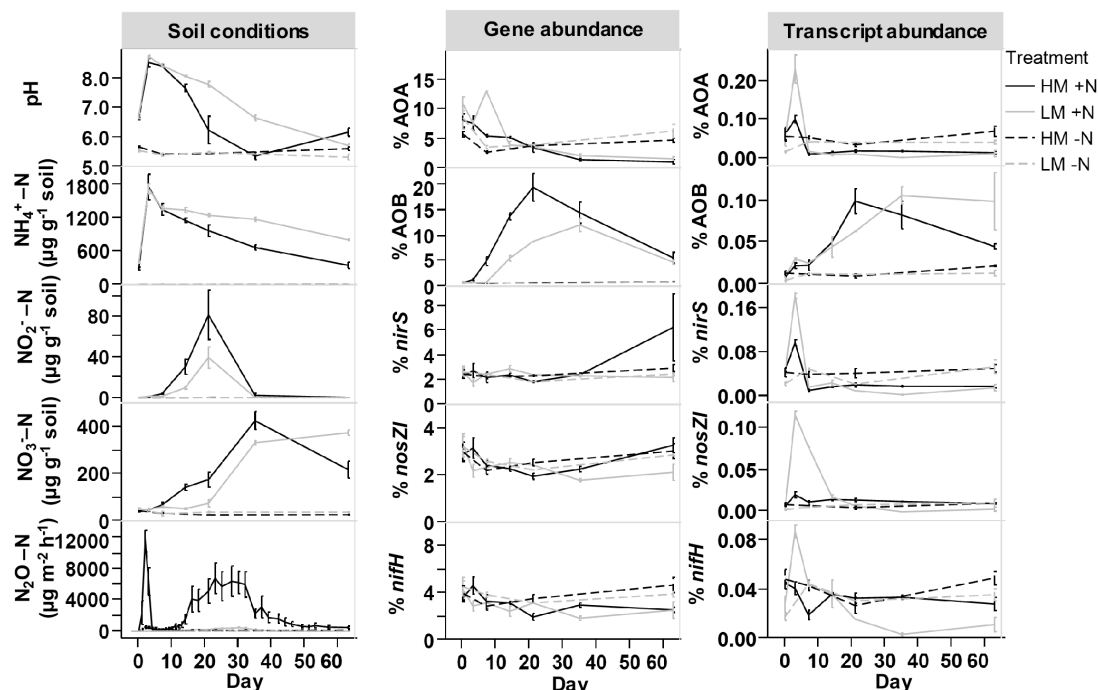 Soil conditions
Gene abundance
Transcript abundance
Treatment
HM +N
LM +N
HM -N
LM -N
pH
8.0
7.0
6.0
5.0
% AOA
15
10
5
0
% AOA
0.20
0.10
0.00
NH₄⁺–N
(µg g⁻¹ soil)
1800
1200
600
0
% AOB
20
15
10
5
0
% AOB
0.10
0.05
0.00
NO₂⁻–N
(µg g⁻¹ soil)
80
40
0
% nirS
8
6
4
2
0
% nirS
0.16
0.08
0.00
NO₃⁻–N
(µg g⁻¹ soil)
400
200
0
% nosZI
4
2
0
% nosZI
0.10
0.05
0.00
N₂O–N
(µg m⁻² h⁻¹)
12000
8000
4000
0
% nifH
8
4
0
% nifH
0.08
0.04
0.00
0 10 20 30 40 50 60
Day
0 10 20 30 40 50 60
Day
0 10 20 30 40 50 60
Day